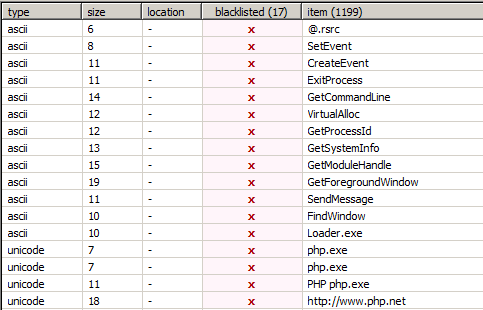 type size location blacklisted (17) item (1199)
ascii 6 - x @.rsrc
ascii 8 - x SetEvent
ascii 11 - x CreateEvent
ascii 11 - x ExitProcess
ascii 14 - x GetCommandLine
ascii 12 - x VirtualAlloc
ascii 12 - x GetProcessId
ascii 13 - x GetSystemInfo
ascii 15 - x GetModuleHandle
ascii 19 - x GetForegroundWindow
ascii 11 - x SendMessage
ascii 10 - x FindWindow
ascii 10 - x Loader.exe
unicode 7 - x php.exe
unicode 7 - x php.exe
unicode 11 - x PHP php.exe
unicode 18 - x http://www.php.net